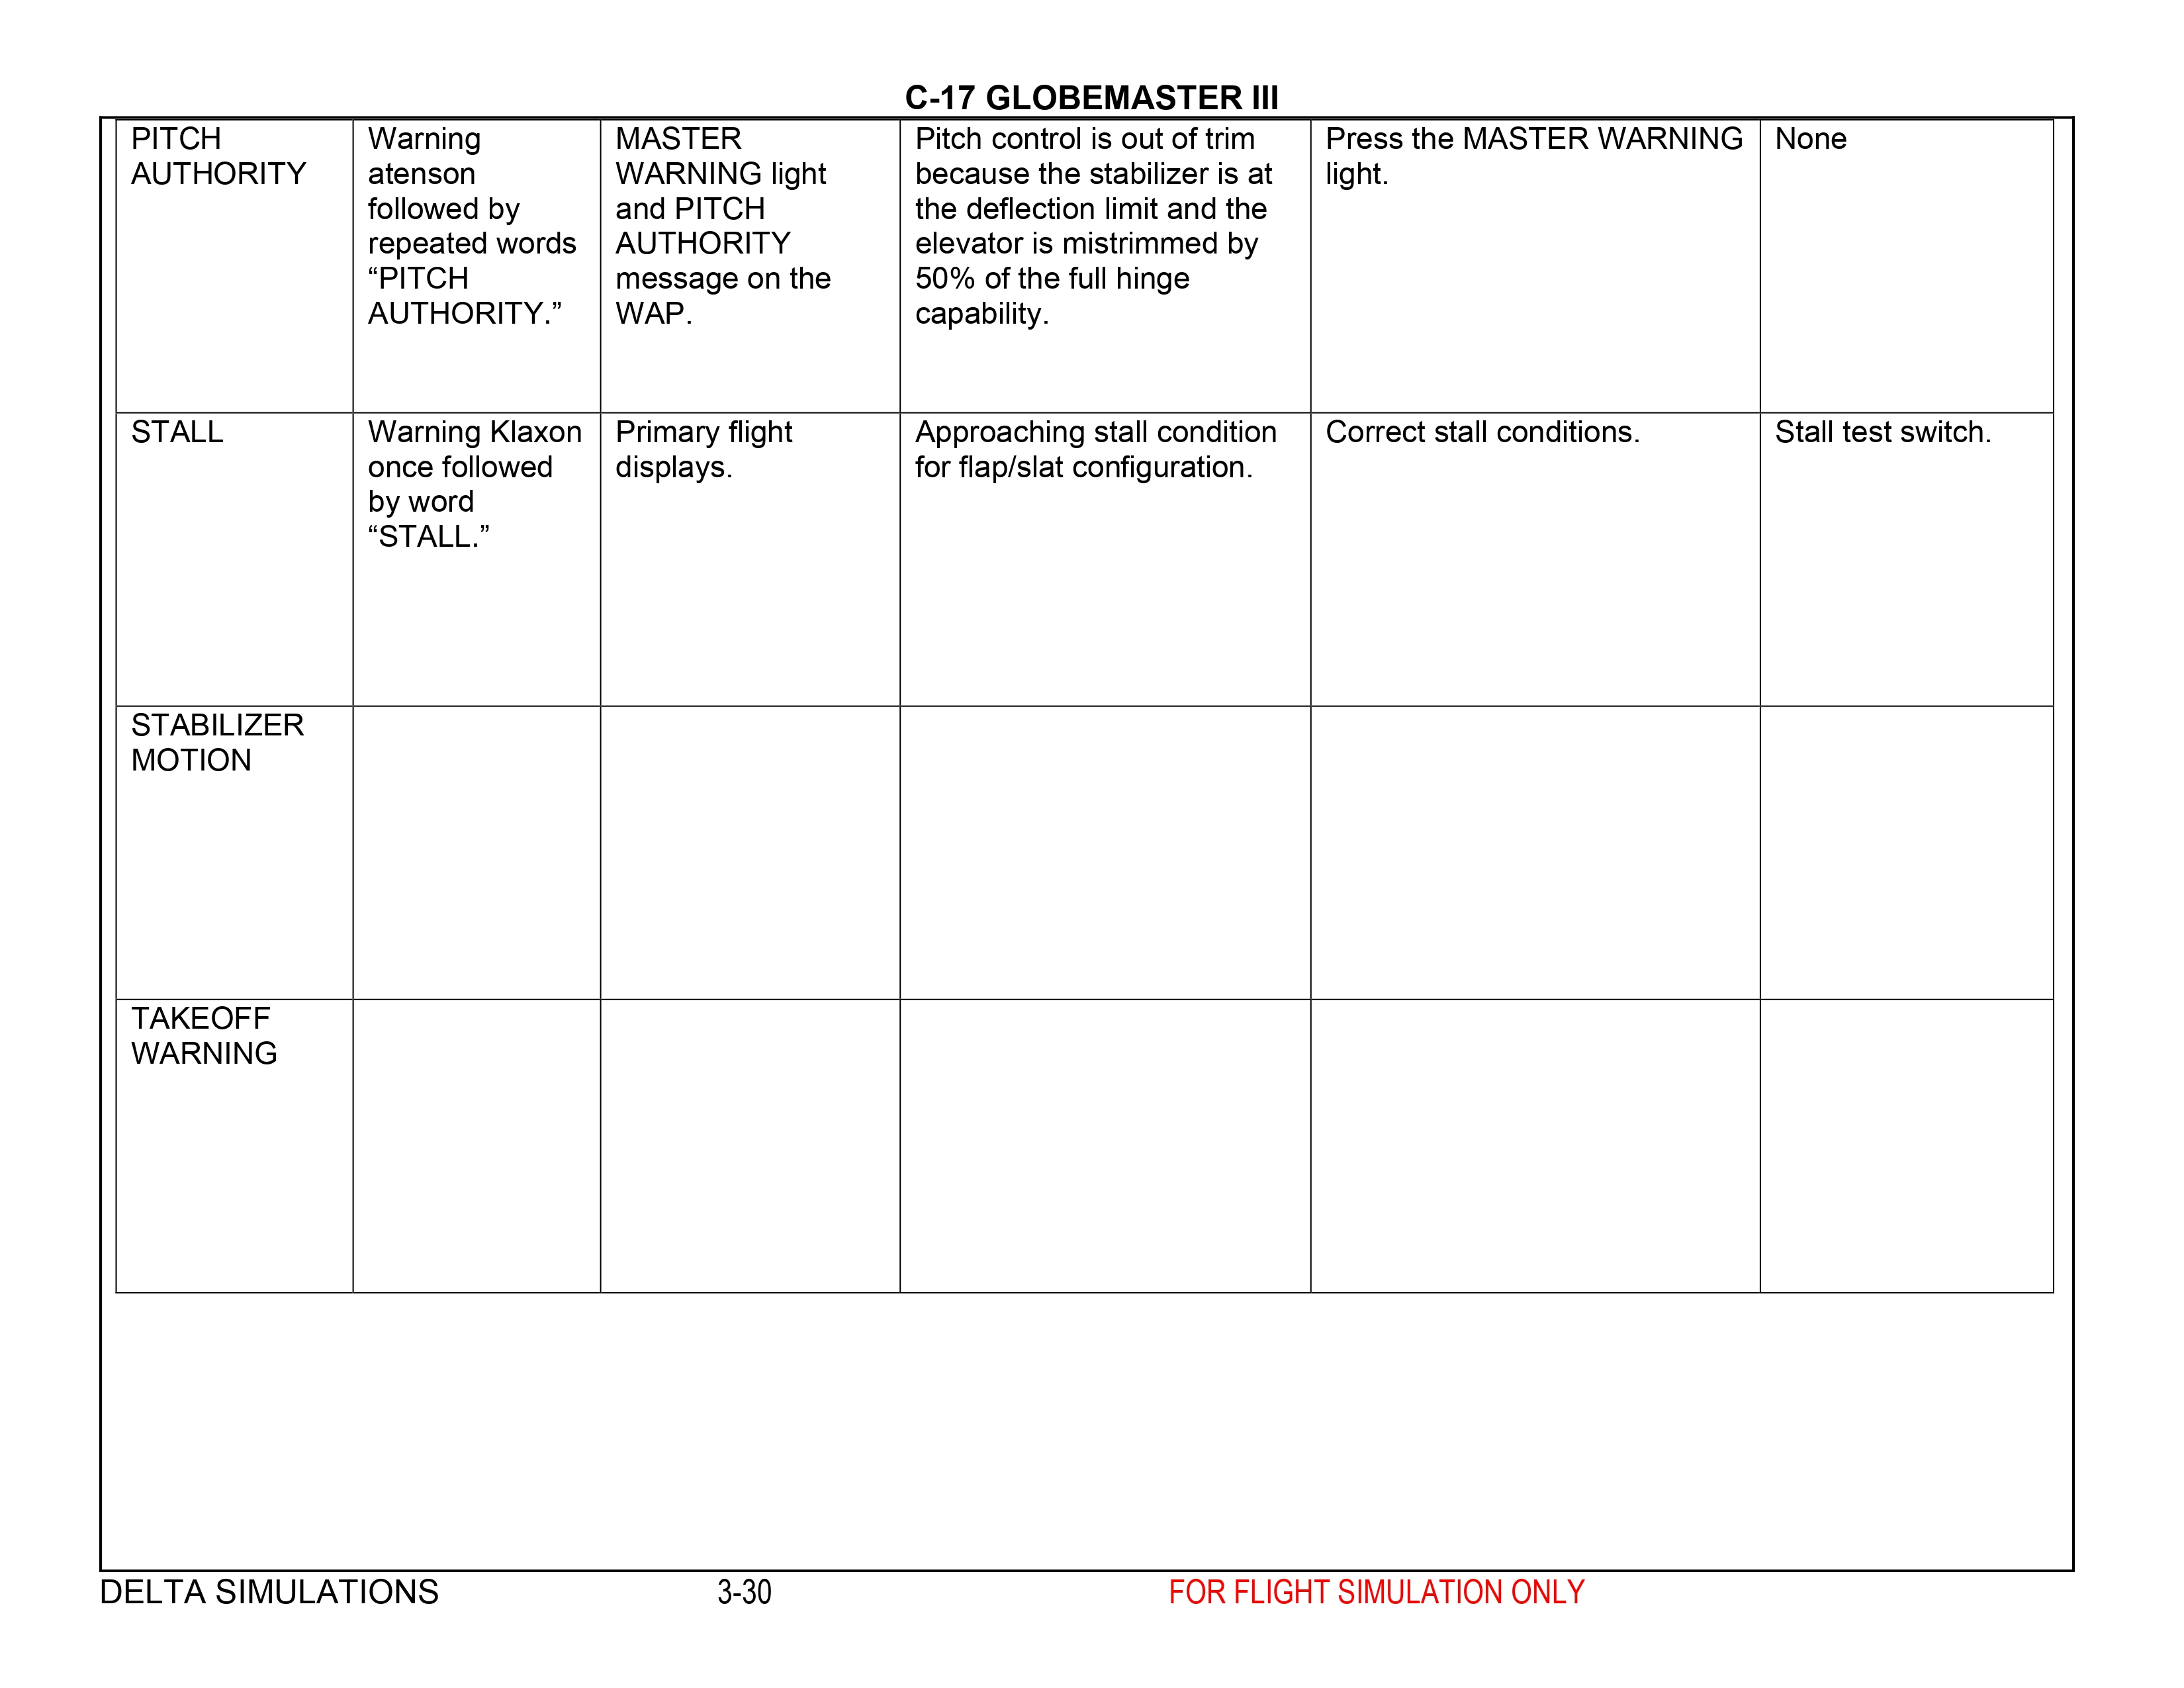 C-17 GLOBEMASTER III
PITCH
AUTHORITY
Warning
atenson
followed by
repeated words
“PITCH
AUTHORITY.”
MASTER
WARNING light
and PITCH
AUTHORITY
message on the
WAP.
Pitch control is out of trim
because the stabilizer is at
the deflection limit and the
elevator is mistrimmed by
50% of the full hinge
capability.
Press the MASTER WARNING
light.
None
STALL
Warning Klaxon
once followed
by word
“STALL.”
Primary flight
displays.
Approaching stall condition
for flap/slat configuration.
Correct stall conditions.
Stall test switch.
STABILIZER
MOTION
TAKEOFF
WARNING
DELTA SIMULATIONS 3-30 FOR FLIGHT SIMULATION ONLY